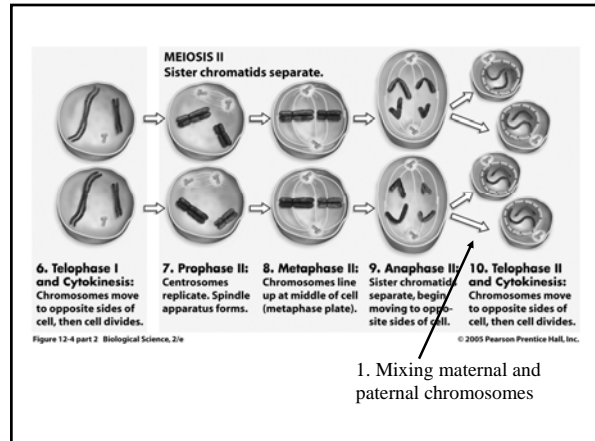 MEIOSIS II
Sister chromatids separate.
6. Telophase I
and Cytokinesis:
Chromosomes move
to opposite sides of
cell, then cell divides.
7. Prophase II:
Centrosomes
replicate. Spindle
apparatus forms.
8. Metaphase II:
Chromosomes line
up at middle of cell
(metaphase plate).
9. Anaphase II:
Sister chromatids
separate, begin
moving to oppo-
site sides of cell.
10. Telophase II
and Cytokinesis:
Chromosomes move
to opposite sides of
cell, then cell divides.
Figure 12-4 part 2 Biological Science, 2/e
© 2005 Pearson Prentice Hall, Inc.
1. Mixing maternal and
paternal chromosomes